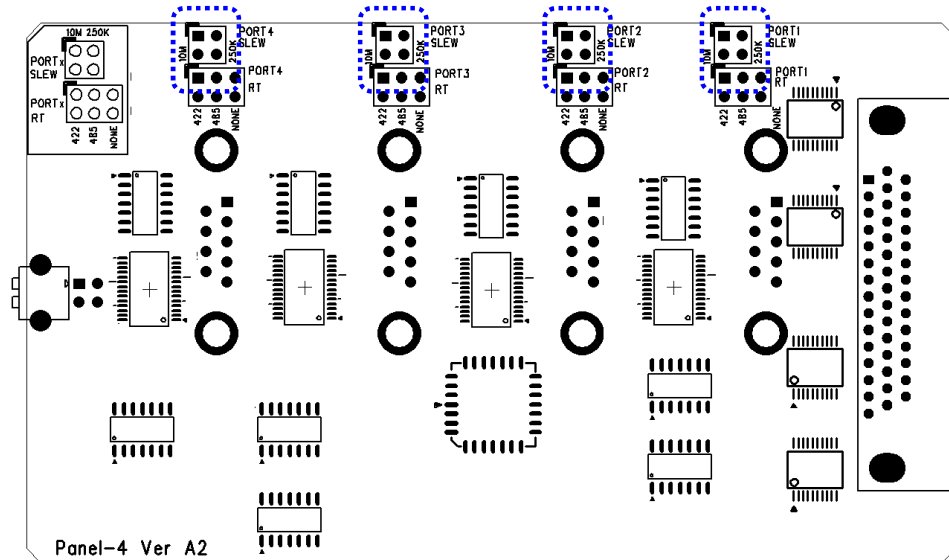 10M 250K
PORTx
SLEW
PORTx
RT
422 485 NONE
PORT4
SLEW
10M 250K
PORT4
RT
422 485 NONE
PORT3
SLEW
10M 250K
PORT3
RT
422 485 NONE
PORT2
SLEW
10M 250K
PORT2
RT
422 485 NONE
PORT1
SLEW
10M 250K
PORT1
RT
422 485 NONE
Panel-4 Ver A2